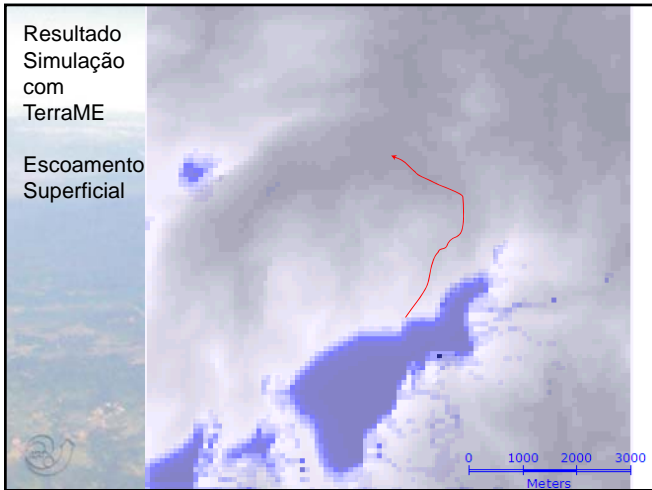 Resultado
Simulação
com
TerraME
Escoamento
Superficial
0 1000 2000 3000
Meters